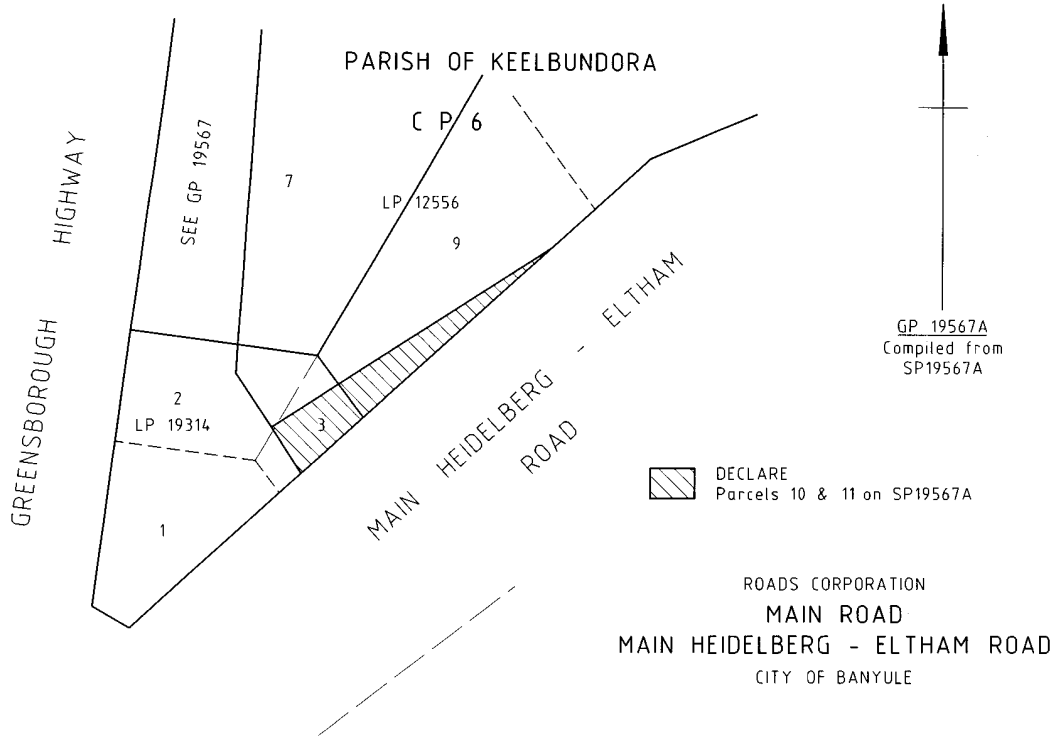 PARISH OF KEELBUNDORA
C P 6
GREENSBOROUGH HIGHWAY
SEE GP 19567
7
LP 12556
9
2
LP 19314
3
1
MAIN HEIDELBERG - ELTHAM
ROAD
GP 19567A
Compiled from
SP19567A
DECLARE
Parcels 10 & 11 on SP19567A
ROADS CORPORATION
MAIN ROAD
MAIN HEIDELBERG - ELTHAM ROAD
CITY OF BANYULE